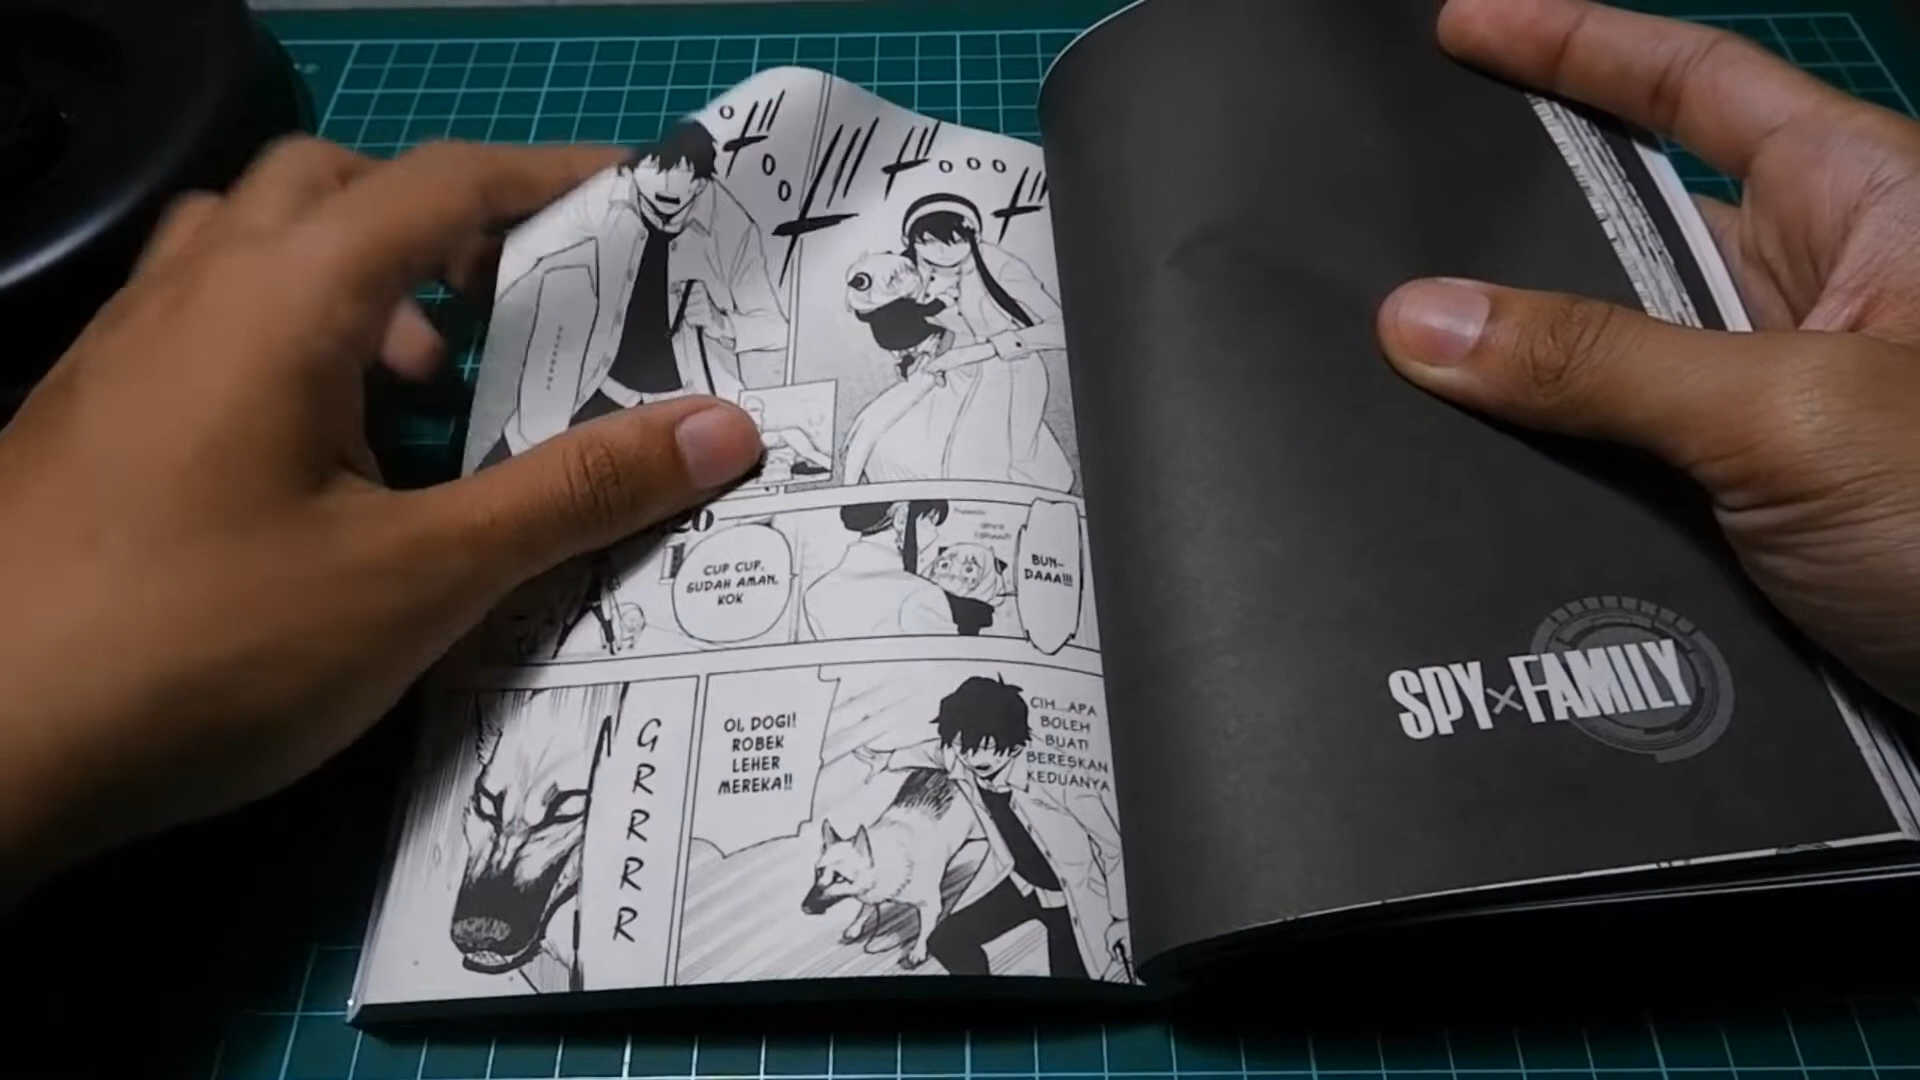 BUN-
DAAA!!!
CUP CUP,
SUDAH AMAN,
KOK
CIH...APA
BOLEH
BUAT!
BERESKAN
KEDUANYA
OI, DOGI!
ROBEK
LEHER
MEREKA!!
G
R
R
R
R
SPY×FAMILY